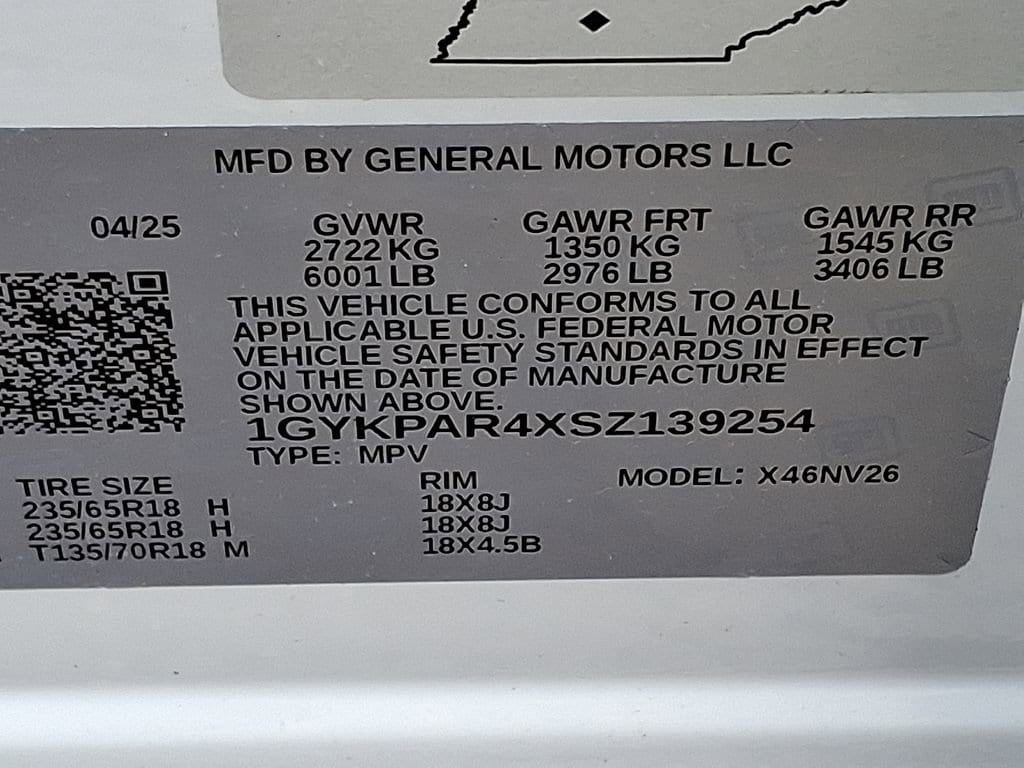 MFD BY GENERAL MOTORS LLC
04/25 GVWR GAWR FRT GAWR RR
2722 KG 1350 KG 1545 KG
6001 LB 2976 LB 3406 LB
THIS VEHICLE CONFORMS TO ALL
APPLICABLE U.S. FEDERAL MOTOR
VEHICLE SAFETY STANDARDS IN EFFECT
ON THE DATE OF MANUFACTURE
SHOWN ABOVE.
1GYKPAR4XSZ139254
TYPE: MPV
TIRE SIZE RIM MODEL: X46NV26
235/65R18 H 18X8J
235/65R18 H 18X8J
T135/70R18 M 18X4.5B